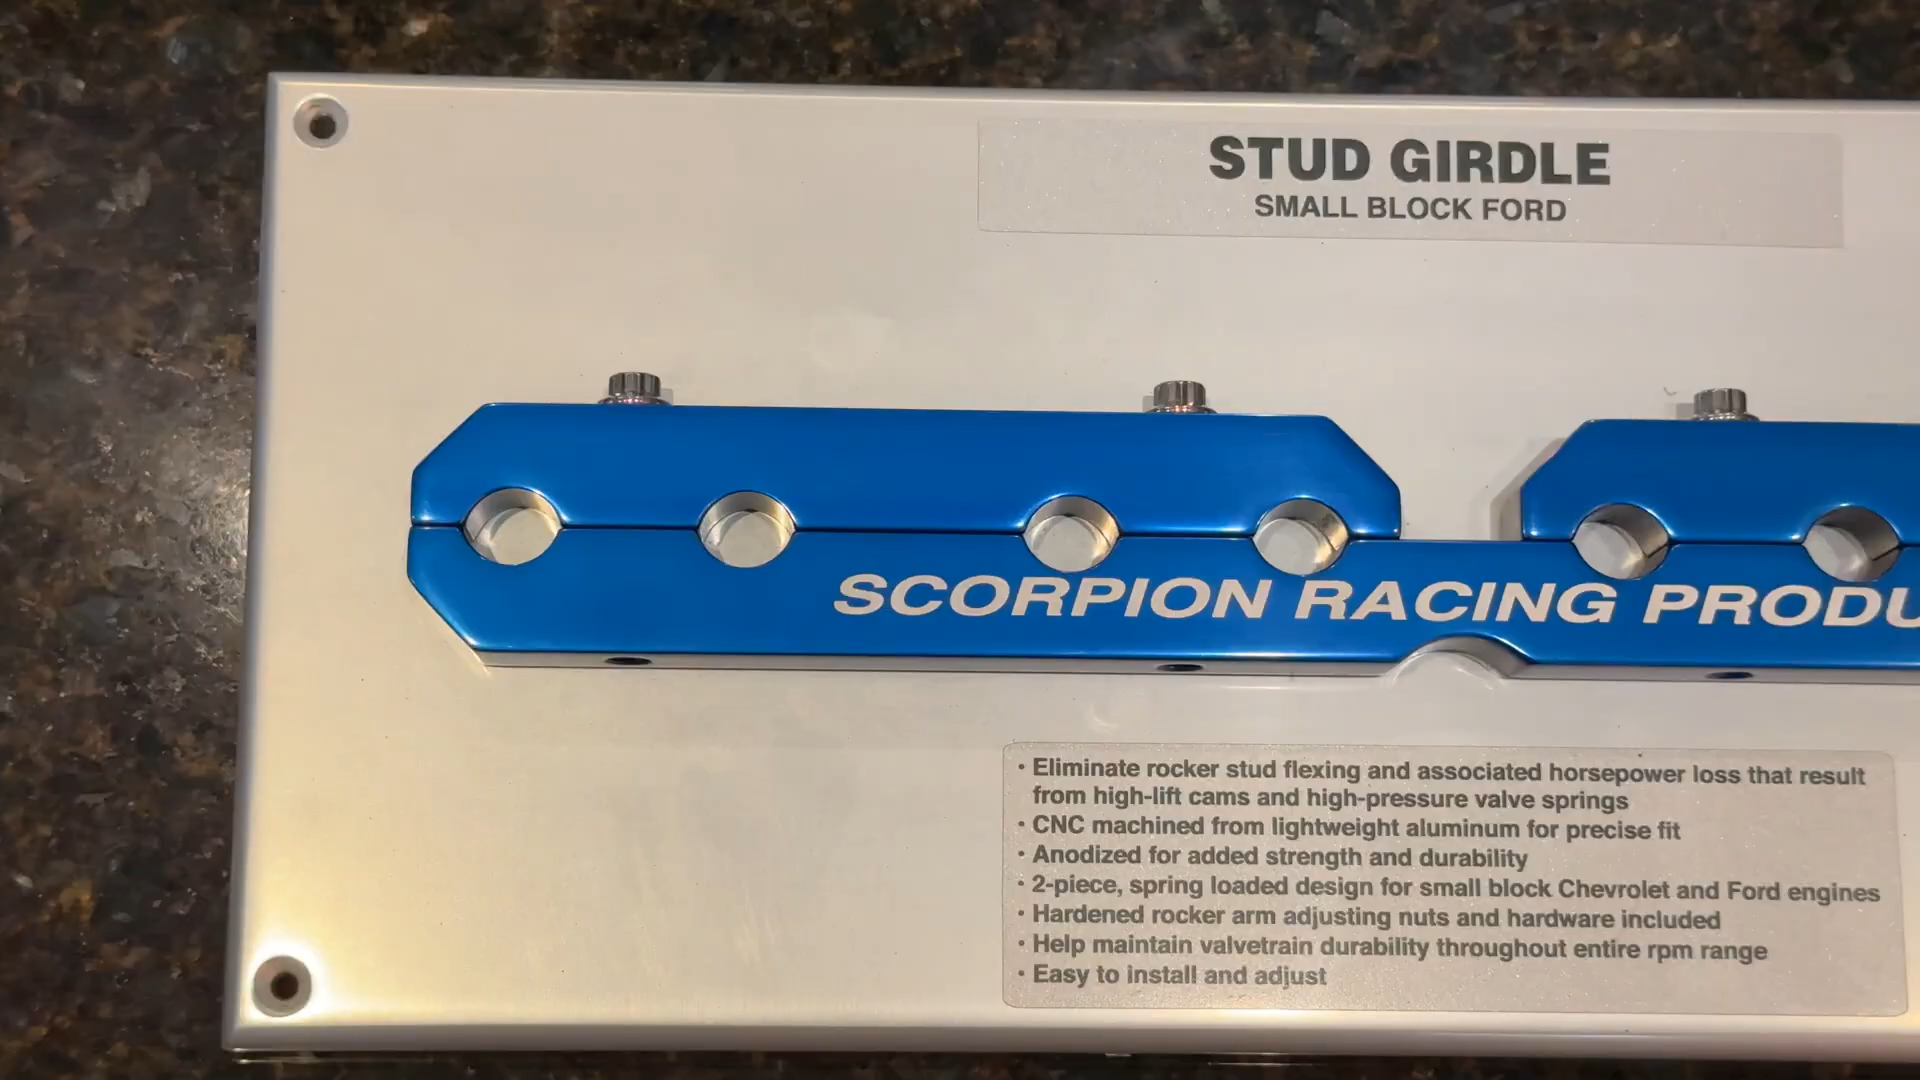 STUD GIRDLE
SMALL BLOCK FORD
SCORPION RACING PRODU
• Eliminate rocker stud flexing and associated horsepower loss that result
from high-lift cams and high-pressure valve springs
• CNC machined from lightweight aluminum for precise fit
• Anodized for added strength and durability
• 2-piece, spring loaded design for small block Chevrolet and Ford engines
• Hardened rocker arm adjusting nuts and hardware included
• Help maintain valvetrain durability throughout entire rpm range
• Easy to install and adjust